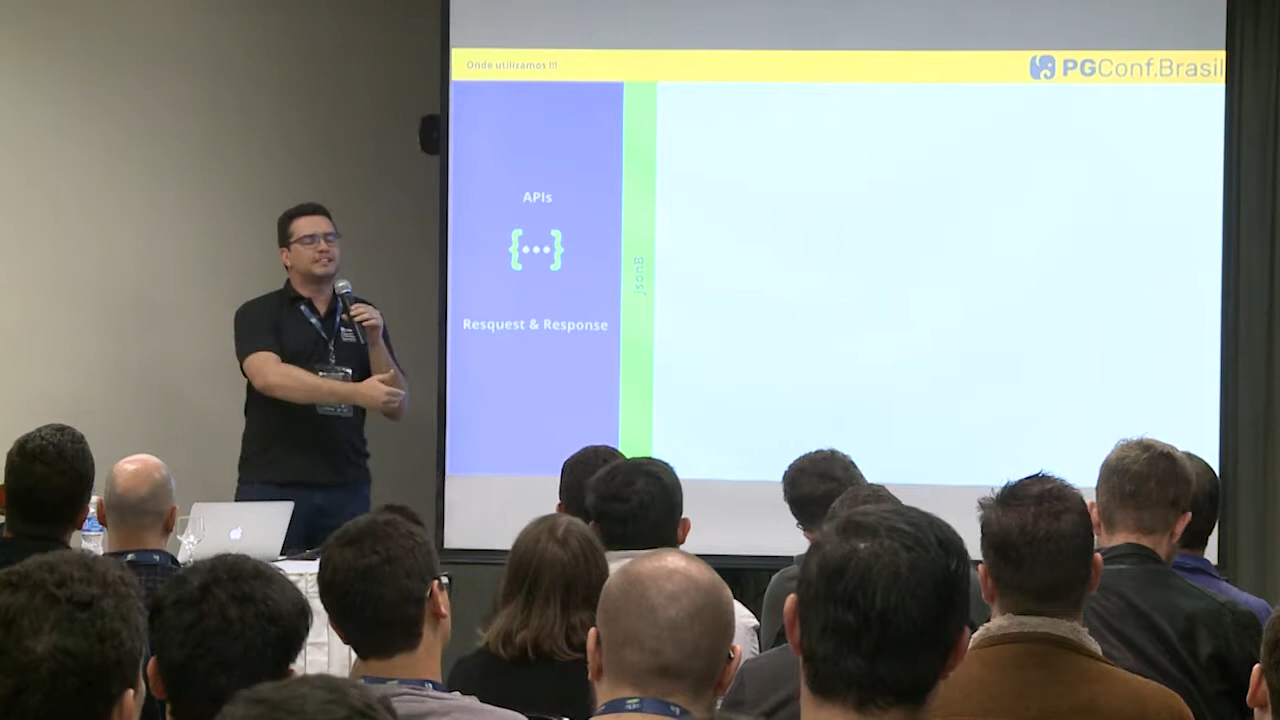 Onde utilizamos !!!
PGConf.Brasil
APIs
{...}
Resquest & Response
JsonB